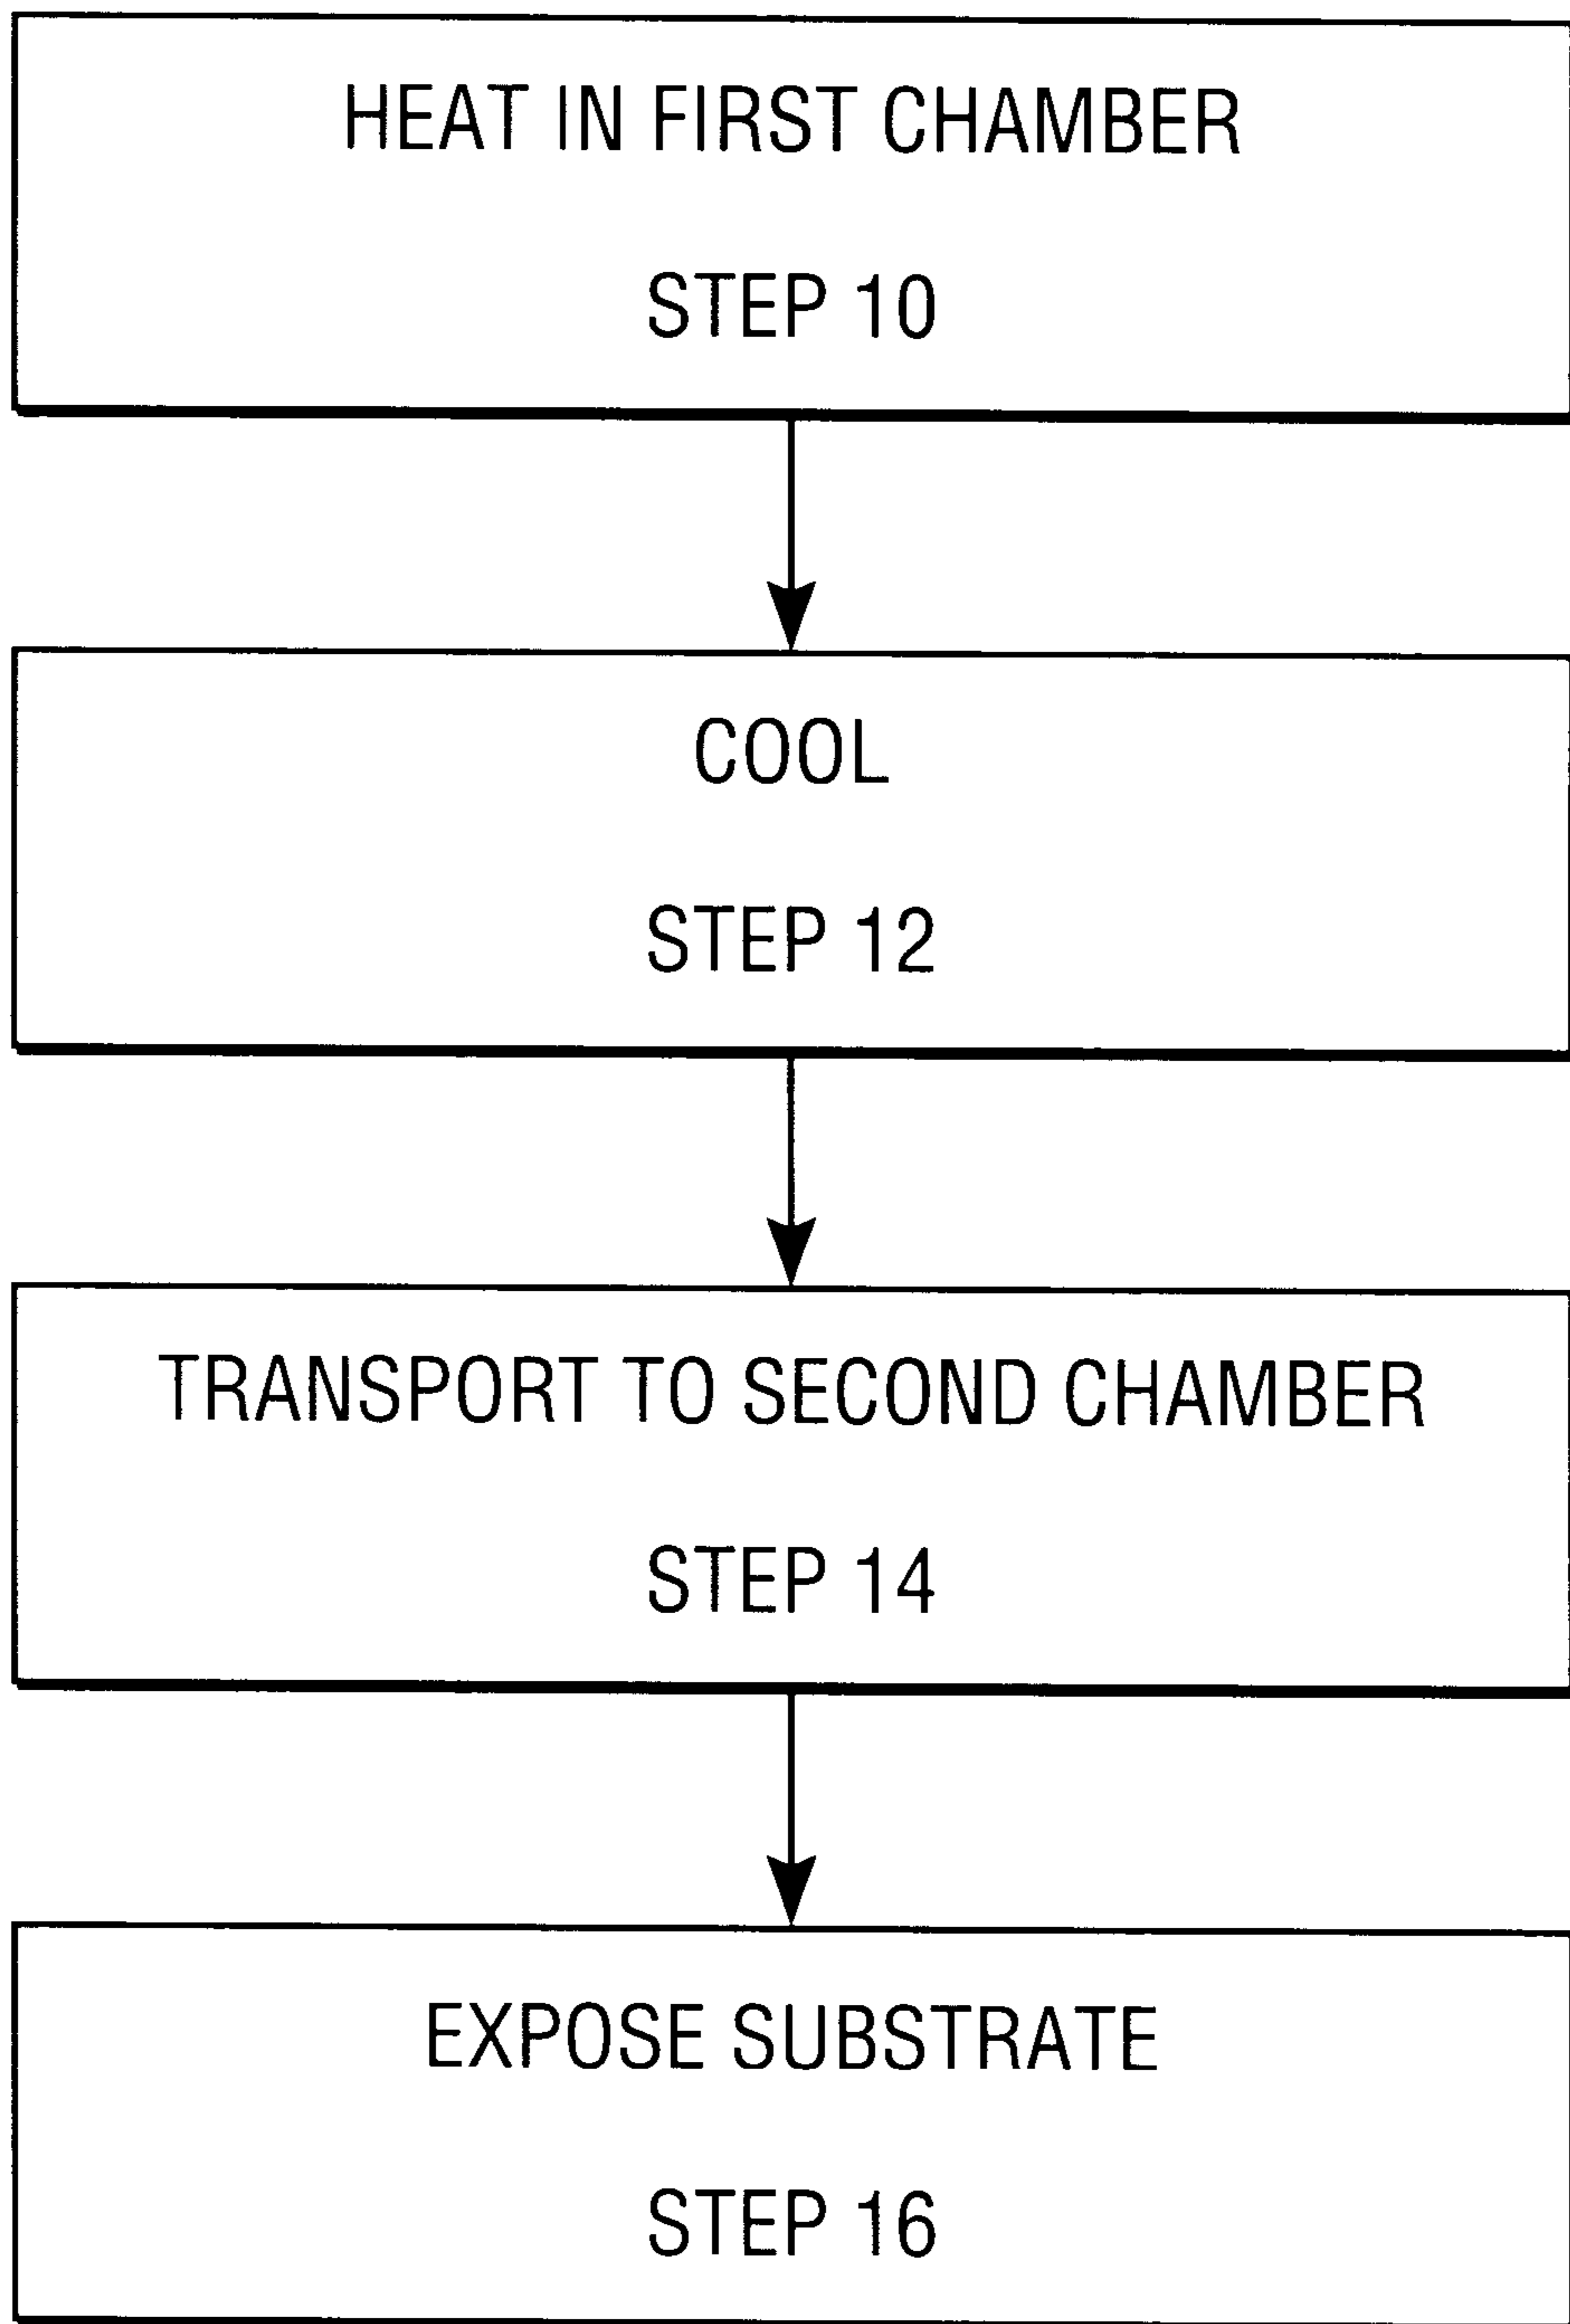 HEAT IN FIRST CHAMBER
STEP 10
COOL
STEP 12
TRANSPORT TO SECOND CHAMBER
STEP 14
EXPOSE SUBSTRATE
STEP 16